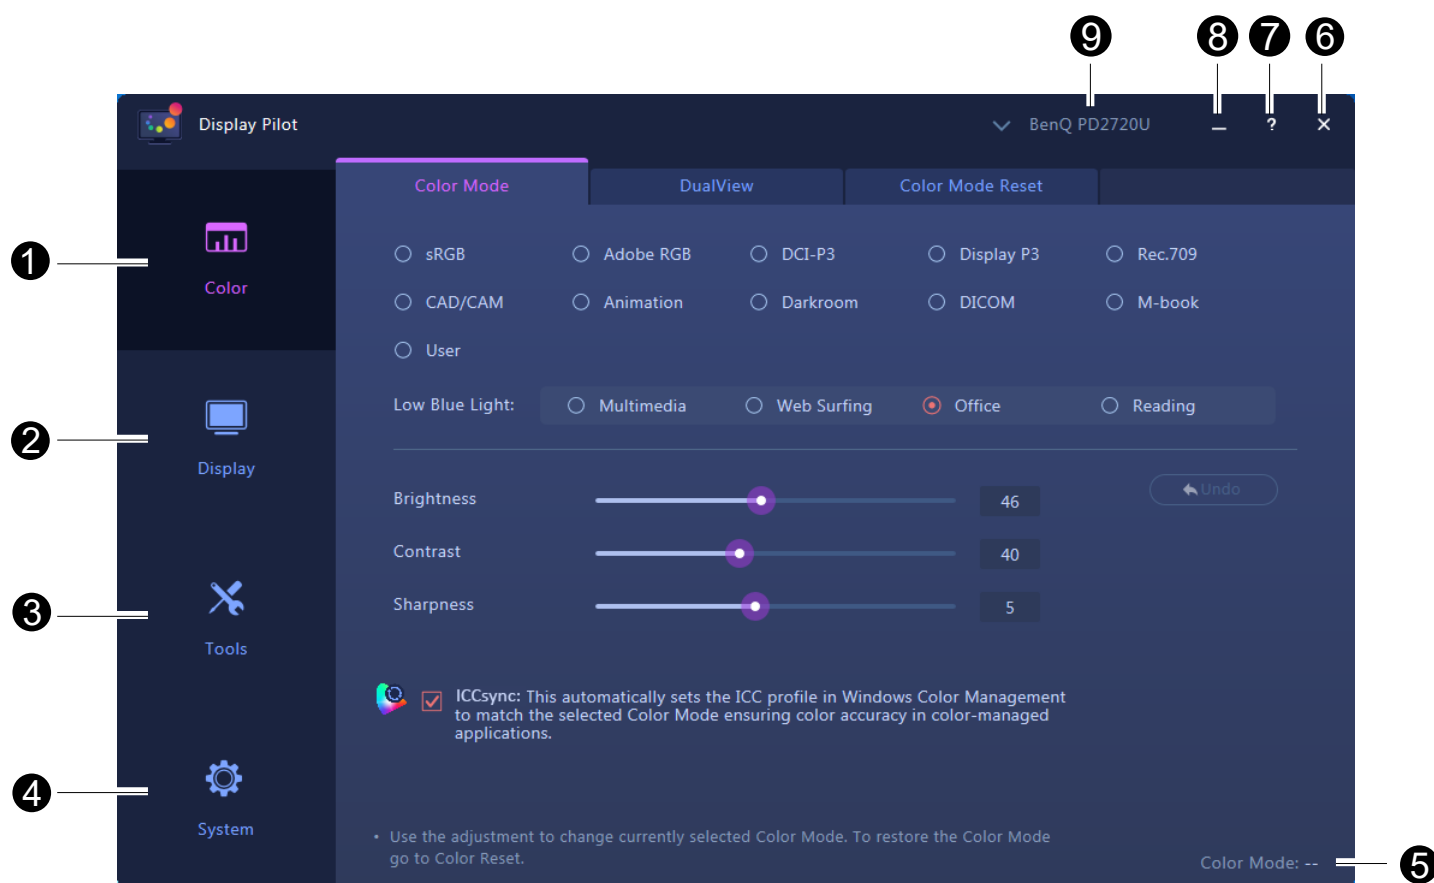 9 8 7 6
Display Pilot
BenQ PD2720U
?
Color Mode DualView Color Mode Reset
1
Color
sRGB Adobe RGB DCI-P3 Display P3 Rec.709
CAD/CAM Animation Darkroom DICOM M-book
User
Low Blue Light: Multimedia Web Surfing Office Reading
2
Display
Brightness 46 Undo
Contrast 40
Sharpness 5
3
Tools
ICCsync: This automatically sets the ICC profile in Windows Color Management
to match the selected Color Mode ensuring color accuracy in color-managed
applications.
4
System
• Use the adjustment to change currently selected Color Mode. To restore the Color Mode
go to Color Reset.
Color Mode: -- 5